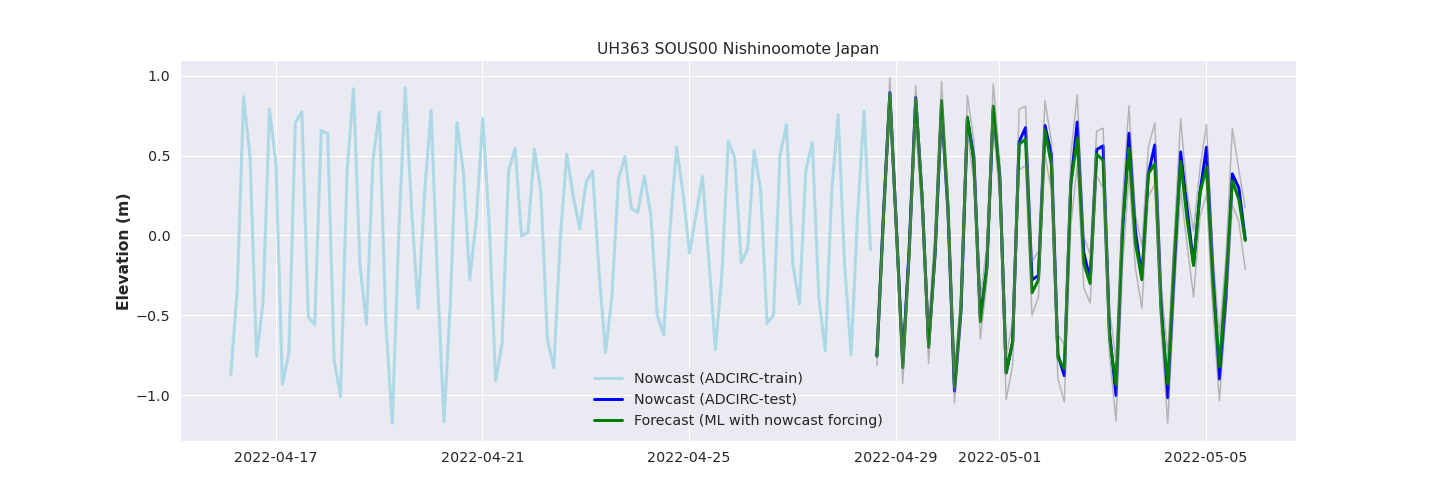 UH363 SOUS00 Nishinoomote Japan
1.0
0.5
0.0
−0.5
−1.0
Elevation (m)
Nowcast (ADCIRC-train)
Nowcast (ADCIRC-test)
Forecast (ML with nowcast forcing)
2022-04-17 2022-04-21 2022-04-25 2022-04-29 2022-05-01 2022-05-05